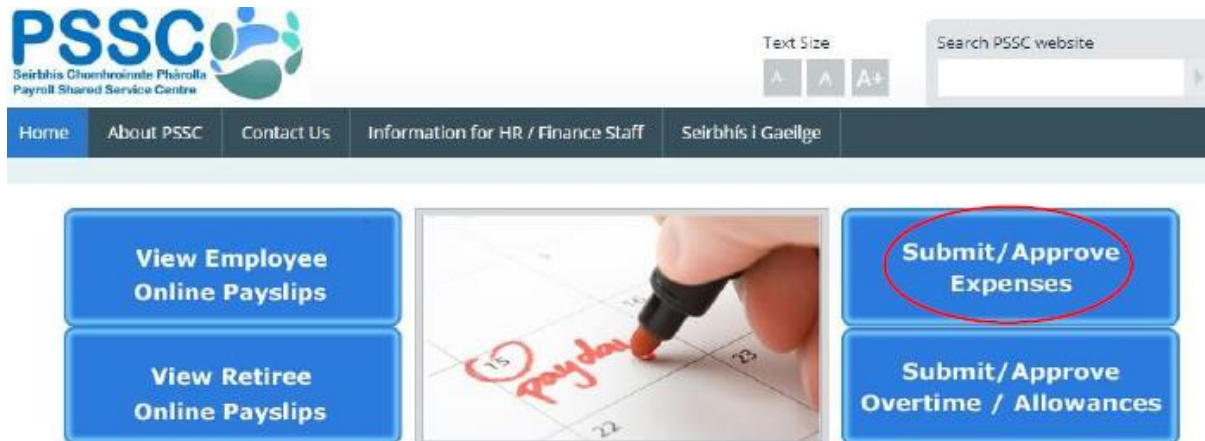 PSSC
Seirbhís Chomhroinnte Phárolla
Payroll Shared Service Centre
Text Size
A- A A+
Search PSSC website
Home About PSSC Contact Us Information for HR / Finance Staff Seirbhís i Gaeilge
View Employee
Online Payslips
View Retiree
Online Payslips
16
15 payday
23
22
Submit/Approve
Expenses
Submit/Approve
Overtime / Allowances